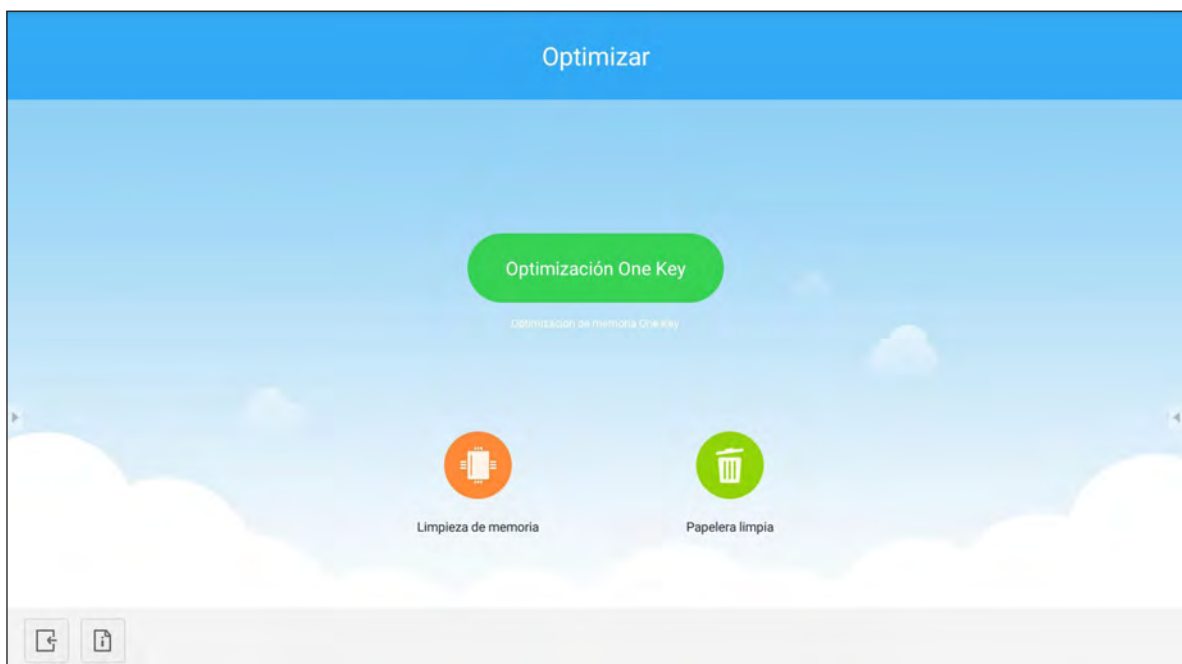 Optimizar
Optimización One Key
Optimización de memoria One Key
Limpieza de memoria
Papelera limpia